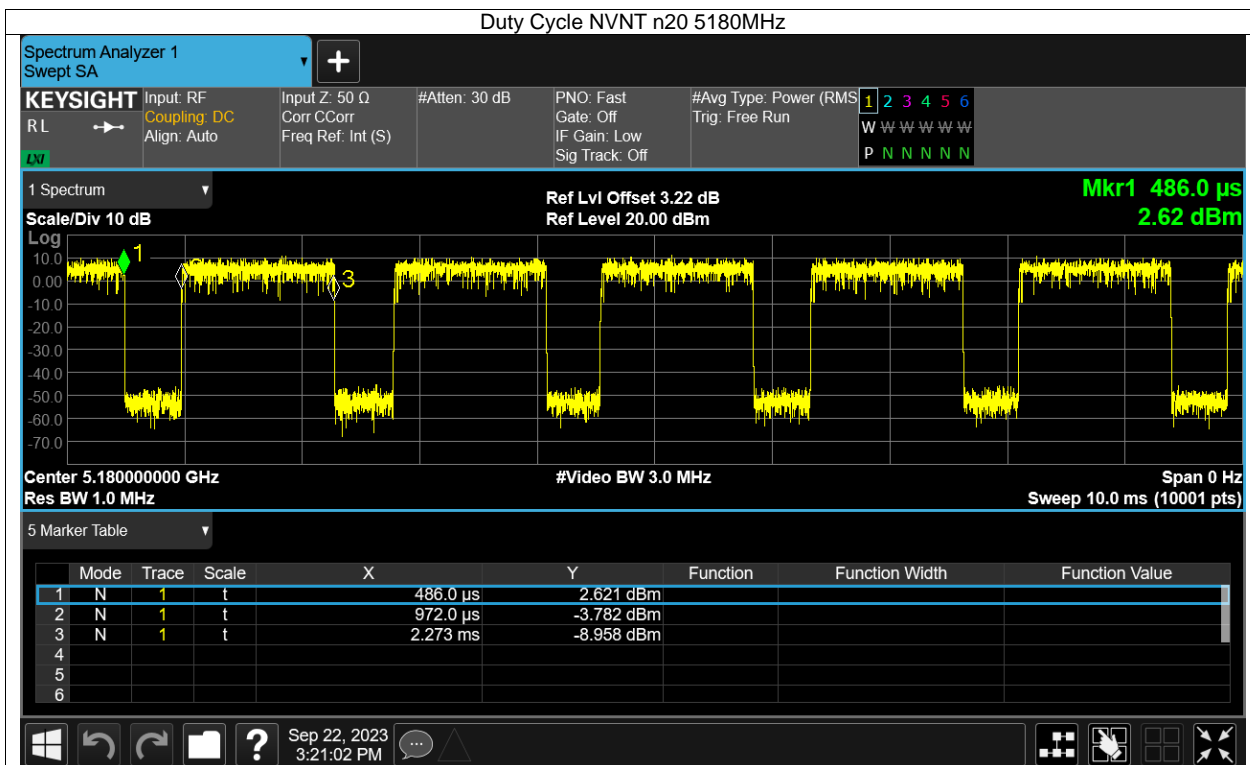 Duty Cycle NVNT n20 5180MHz
Spectrum Analyzer 1
Swept SA
KEYSIGHT
RL
LXI
Input: RF
Coupling: DC
Align: Auto
Input Z: 50 Ω
Corr CCorr
Freq Ref: Int (S)
#Atten: 30 dB
PNO: Fast
Gate: Off
IF Gain: Low
Sig Track: Off
#Avg Type: Power (RMS
Trig: Free Run
1 2 3 4 5 6
W W W W W W
P N N N N N
1 Spectrum
Scale/Div 10 dB
Ref Lvl Offset 3.22 dB
Ref Level 20.00 dBm
Mkr1 486.0 µs
2.62 dBm
Log
10.0
0.00
-10.0
-20.0
-30.0
-40.0
-50.0
-60.0
-70.0
1
3
Center 5.180000000 GHz
#Video BW 3.0 MHz
Span 0 Hz
Res BW 1.0 MHz
Sweep 10.0 ms (10001 pts)
5 Marker Table
Mode Trace Scale X Y Function Function Width Function Value
1 N 1 t 486.0 µs 2.621 dBm
2 N 1 t 972.0 µs -3.782 dBm
3 N 1 t 2.273 ms -8.958 dBm
4
5
6
?
Sep 22, 2023
3:21:02 PM